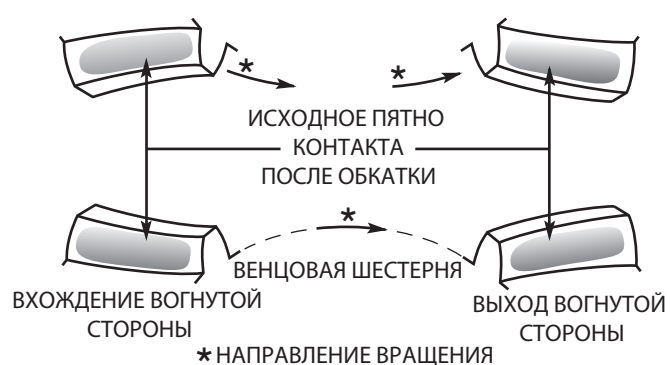 *
*
ИСХОДНОЕ ПЯТНО
КОНТАКТА
ПОСЛЕ ОБКАТКИ
*
ВЕНЦОВАЯ ШЕСТЕРНЯ
ВХОЖДЕНИЕ ВОГНУТОЙ
СТОРОНЫ
ВЫХОД ВОГНУТОЙ
СТОРОНЫ
* НАПРАВЛЕНИЕ ВРАЩЕНИЯ